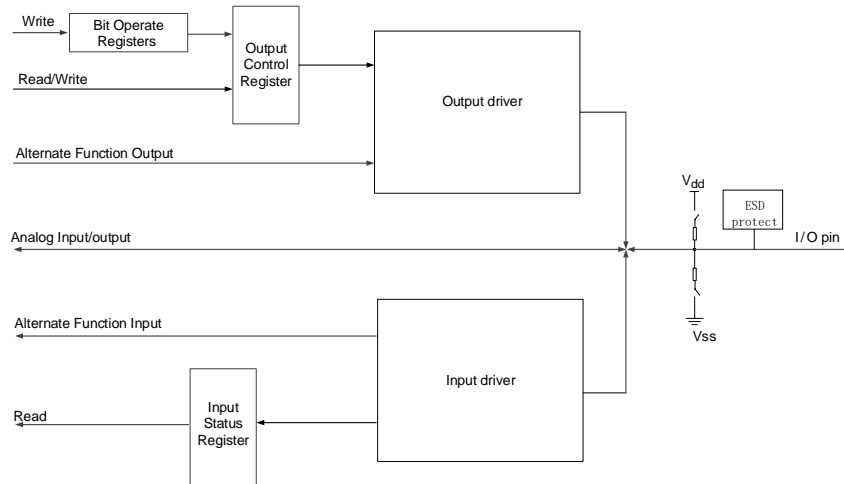 Write
Bit Operate
Registers
Output
Control
Register
Read/Write
Output driver
Alternate Function Output
Vdd
ESD
protect
Analog Input/output
I/O pin
Alternate Function Input
Vss
Input driver
Input
Status
Register
Read